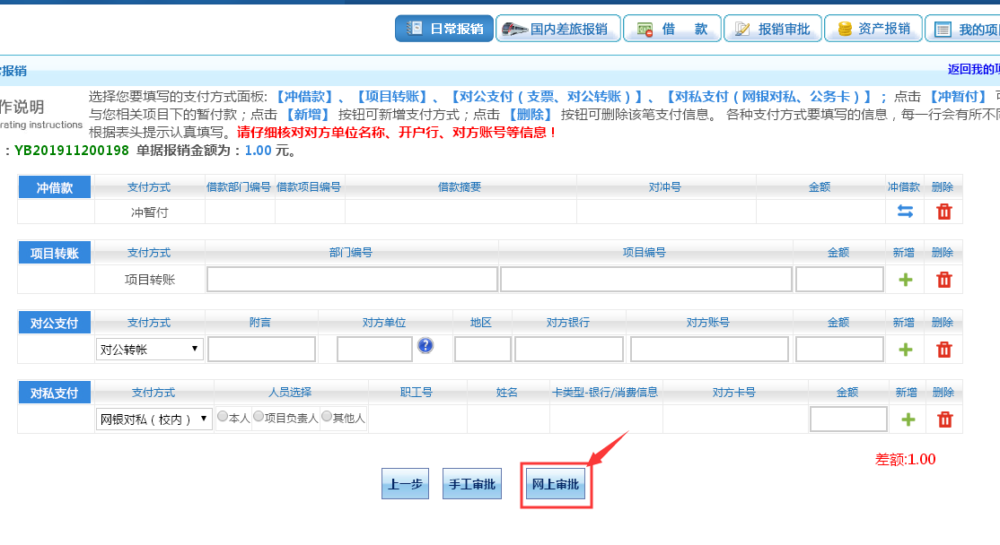 日常报销 国内差旅报销 借 款 报销审批 资产报销 我的项
报销 返回我的
作说明
rating instructions
选择您要填写的支付方式面板:【冲借款】、【项目转账】、【对公支付（支票、对公转账）】、【对私支付（网银对私、公务卡）】；点击【冲暂付】可
与您相关项目下的暂付款；点击【新增】按钮可新增支付方式；点击【删除】按钮可删除该笔支付信息。 各种支付方式要填写的信息，每一行会有所不同
根据表头提示认真填写。请仔细核对对方单位名称、开户行、对方账号等信息！
：YB201911200198 单据报销金额为：1.00 元。
冲借款 支付方式 借款部门编号 借款项目编号 借款摘要 对冲号 金额 冲借款 删除
冲暂付
项目转账 支付方式 部门编号 项目编号 金额 新增 删除
项目转账
对公支付 支付方式 附言 对方单位 地区 对方银行 对方账号 金额 新增 删除
对公转帐
对私支付 支付方式 人员选择 职工号 姓名 卡类型-银行/消费信息 对方卡号 金额 新增 删除
网银对私（校内） 本人 项目负责人 其他人
差额:1.00
上一步 手工审批 网上审批